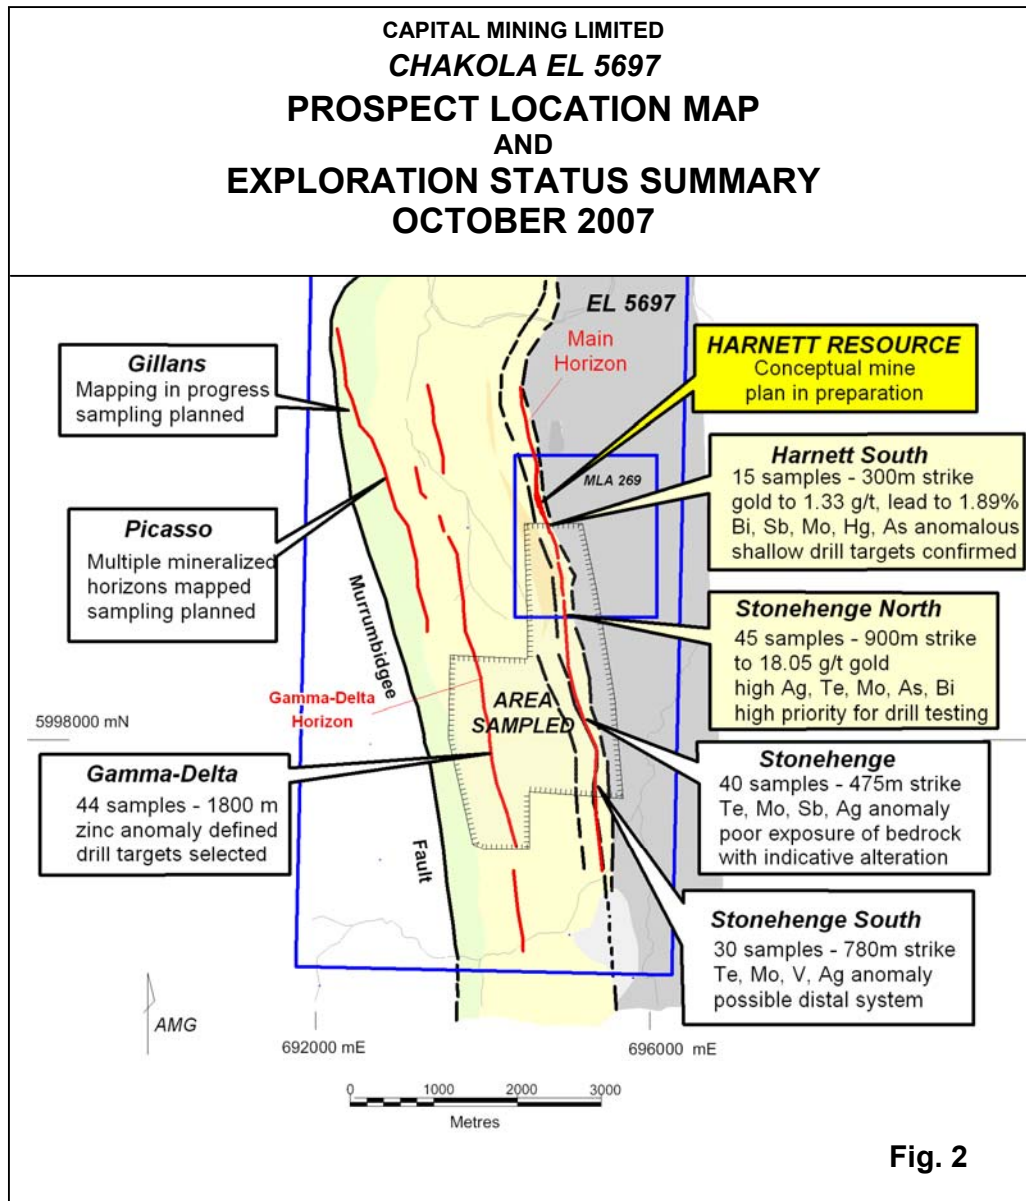 CAPITAL MINING LIMITED
CHAKOLA EL 5697
PROSPECT LOCATION MAP
AND
EXPLORATION STATUS SUMMARY
OCTOBER 2007
EL 5697
Main
Horizon
HARNETT RESOURCE
Conceptual mine
plan in preparation
Gillans
Mapping in progress
sampling planned
Harnett South
15 samples - 300m strike
gold to 1.33 g/t, lead to 1.89%
Bi, Sb, Mo, Hg, As anomalous
shallow drill targets confirmed
MLA 269
Picasso
Multiple mineralized
horizons mapped
sampling planned
Murrumbidgee
Fault
Stonehenge North
45 samples - 900m strike
to 18.05 g/t gold
high Ag, Te, Mo, As, Bi
high priority for drill testing
Gamma-Delta
Horizon
AREA
SAMPLED
5998000 mN
Gamma-Delta
44 samples - 1800 m
zinc anomaly defined
drill targets selected
Stonehenge
40 samples - 475m strike
Te, Mo, Sb, Ag anomaly
poor exposure of bedrock
with indicative alteration
Stonehenge South
30 samples - 780m strike
Te, Mo, V, Ag anomaly
possible distal system
AMG
692000 mE
696000 mE
0 1000 2000 3000
Metres
Fig. 2